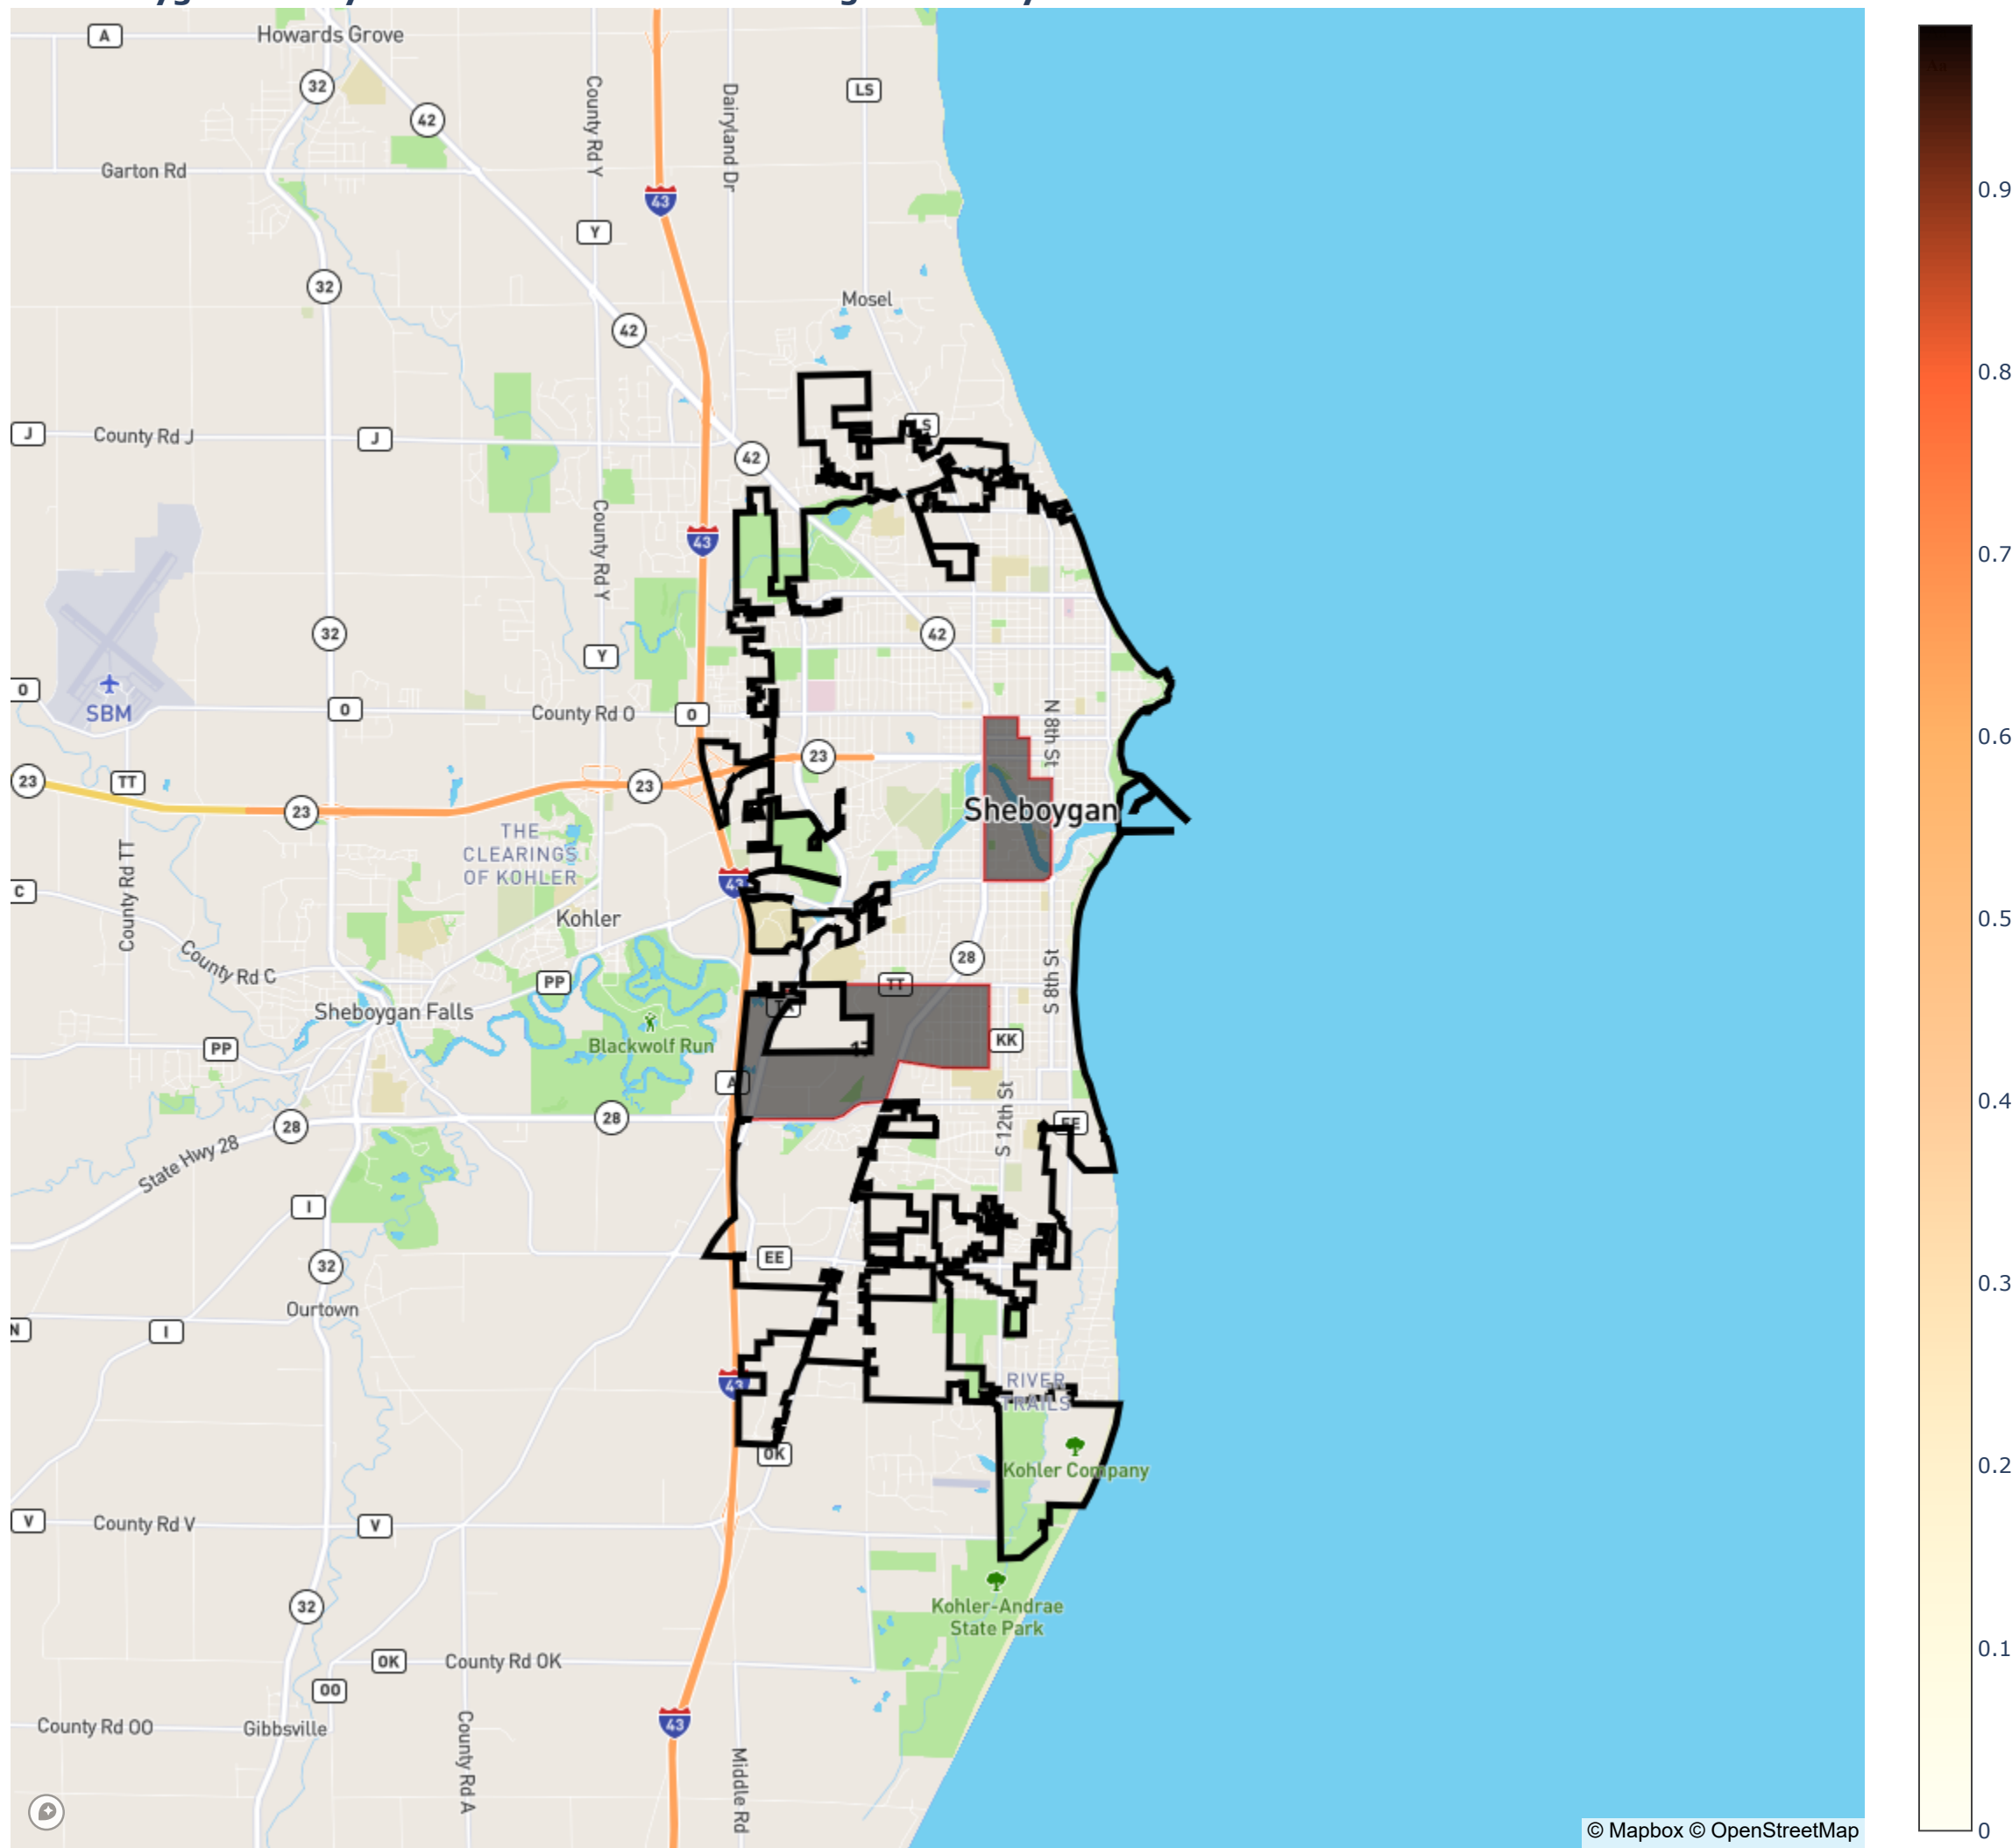 A
Howards Grove
32
42
County Rd Y
Dairyland Dr
LS
Garton Rd
43
Y
32
Mosel
42
J
County Rd J
J
42
43
County Rd Y
32
42
Y
O
SBM
O
County Rd O
O
N 8th St
23
TT
23
23
23
Sheboygan
THE
CLEARINGS
OF KOHLER
43
C
County Rd TT
Kohler
County Rd C
28
S 8th St
PP
TT
Sheboygan Falls
Blackwolf Run
KK
PP
A
28
28
S 12th St
EE
State Hwy 28
I
EE
32
Ourtown
N
I
43
RIVER
TRAILS
OK
Kohler Company
V
County Rd V
V
32
Kohler-Andrae
State Park
OK
County Rd OK
OO
43
County Rd OO
Gibbsville
County Rd A
Middle Rd
© Mapbox © OpenStreetMap
0.9
0.8
0.7
0.6
0.5
0.4
0.3
0.2
0.1
0